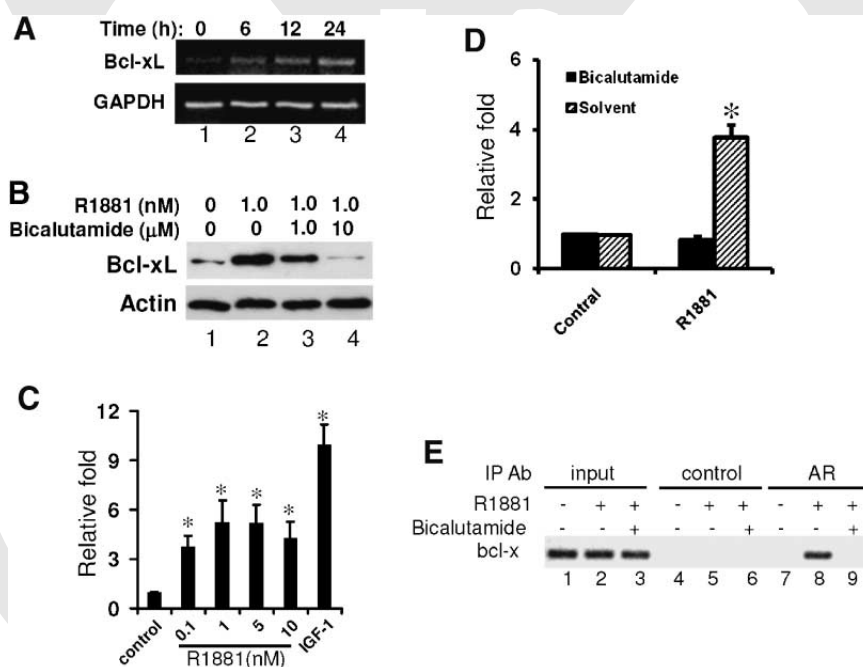 A
Time (h): 0 6 12 24
Bcl-xL
GAPDH
1 2 3 4
B
R1881 (nM) 0 1.0 1.0 1.0
Bicalutamide (μM) 0 0 1.0 10
Bcl-xL
Actin
1 2 3 4
C
Relative fold
12
9
6
3
0
* * * * *
control 0.1 1 5 10 IGF-1
R1881(nM)
D
Relative fold
6
4
2
0
Bicalutamide
Solvent
*
Contral R1881
E
IP Ab input control AR
R1881 - + + - + + - + +
Bicalutamide - - + - - + - - +
bcl-x
1 2 3 4 5 6 7 8 9